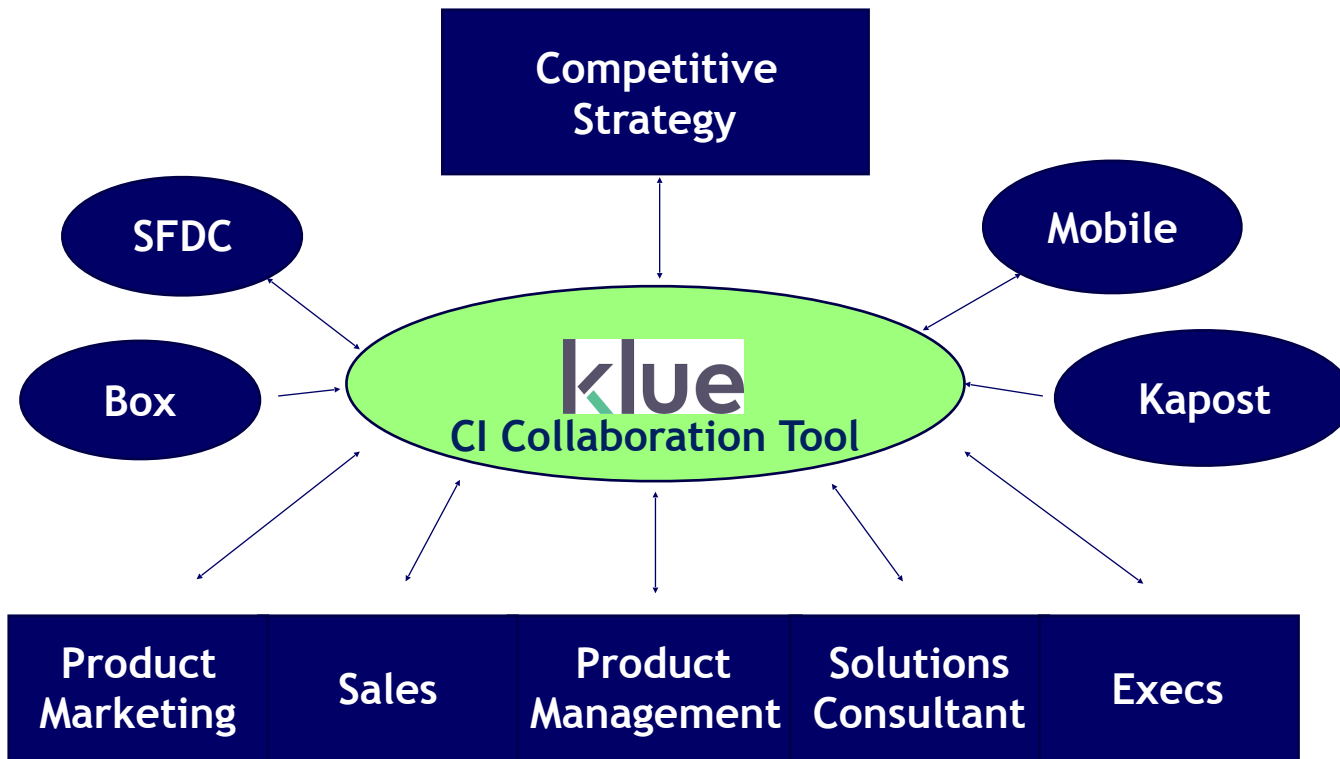 Competitive
Strategy
SFDC
Mobile
Box
Kapost
klue
CI Collaboration Tool
Product
Marketing
Sales
Product
Management
Solutions
Consultant
Execs